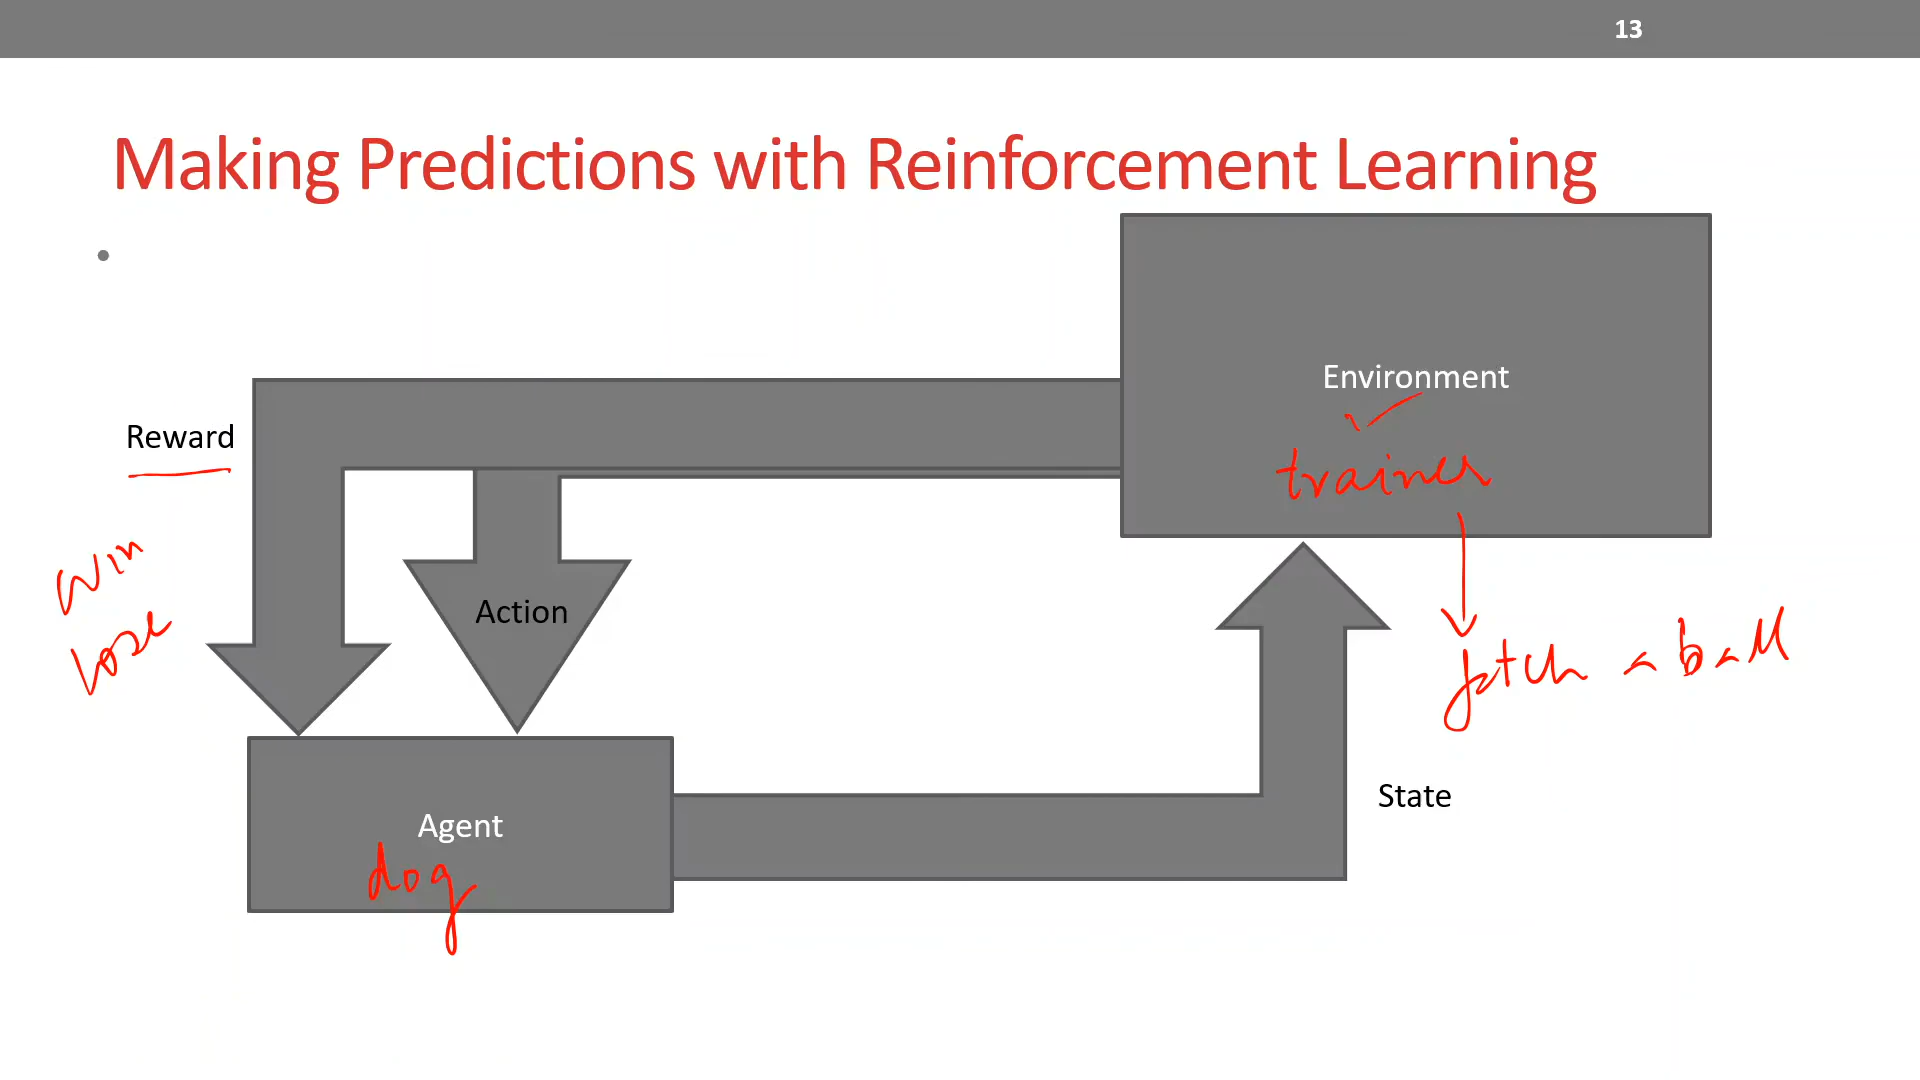 13
Making Predictions with Reinforcement Learning
Environment
Reward
trainer
Win
Action
lose
fetch a ball
State
Agent
dog